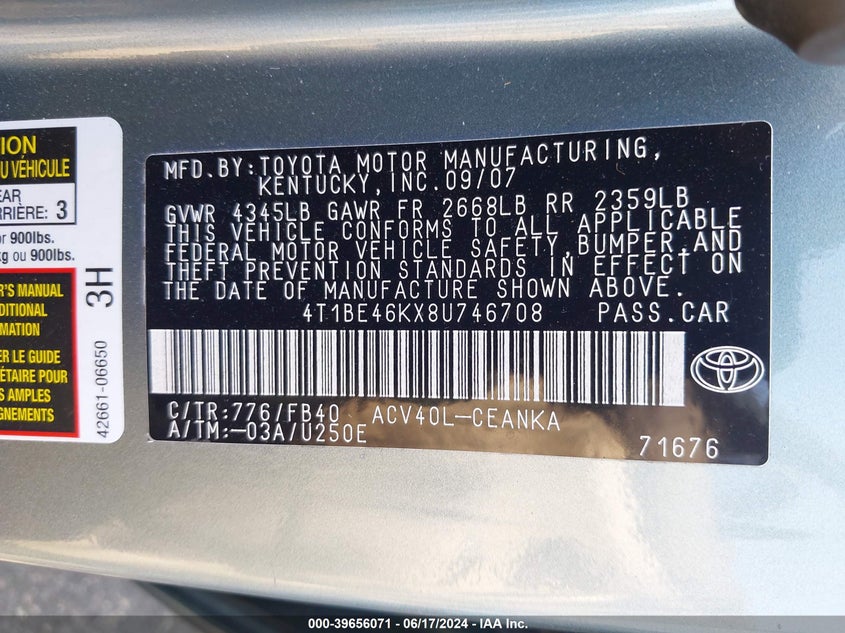 ION
U VÉHICULE
EAR
RRIÈRE: 3
or 900lbs.
kg ou 900lbs.
3H
R'S MANUAL
DITIONAL
MATION
ER LE GUIDE
IÉTAIRE POUR
S AMPLES
GNEMENTS
42661-06650
MFD.BY:TOYOTA MOTOR MANUFACTURING,
KENTUCKY,INC.09/07
GVWR 4345LB GAWR FR 2668LB RR 2359LB
THIS VEHICLE CONFORMS TO ALL APPLICABLE
FEDERAL MOTOR VEHICLE SAFETY,BUMPER,AND
THEFT PREVENTION STANDARDS IN EFFECT ON
THE DATE OF MANUFACTURE SHOWN ABOVE.
4T1BE46KX8U746708 PASS.CAR
C/TR:776/FB40 ACV40L-CEANKA
A/TM:-03A/U250E
71676
000-39656071 - 06/17/2024 - IAA Inc.